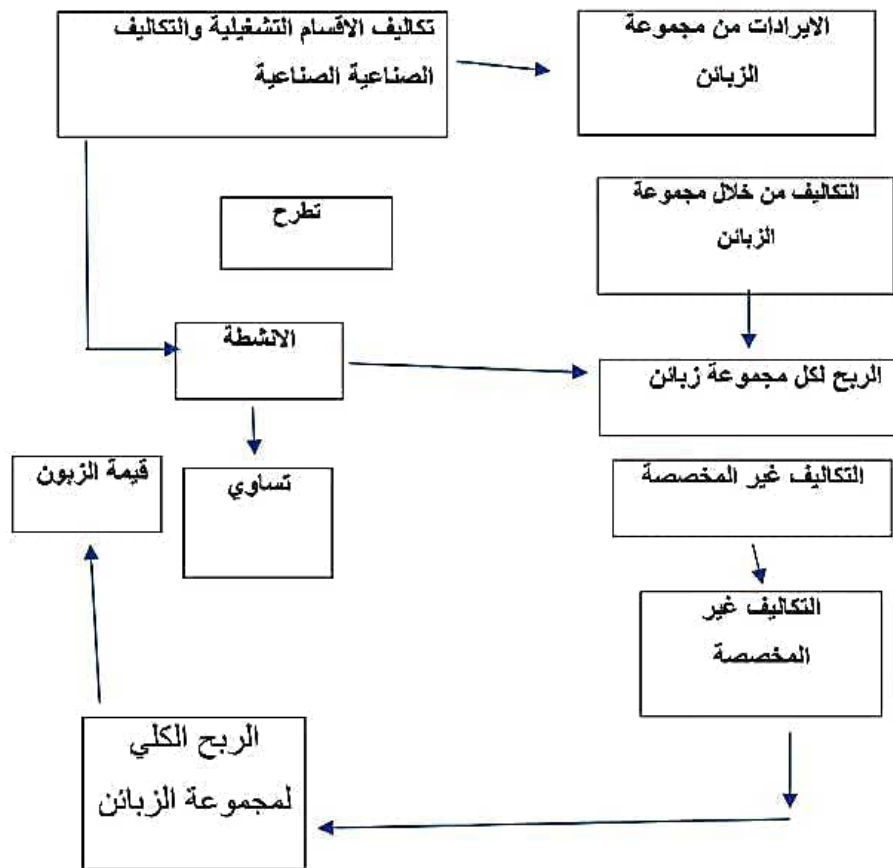 الايرادات من مجموعة
الزبائن
تكاليف الاقسام التشغيلية والتكاليف
الصناعية الصناعية
التكاليف من خلال مجموعة
الزبائن
تطرح
الانشطة
الربح لكل مجموعة زبائن
التكاليف غير المخصصة
تساوي
قيمة الزبون
التكاليف غير
المخصصة
الربح الكلي
لمجموعة الزبائن